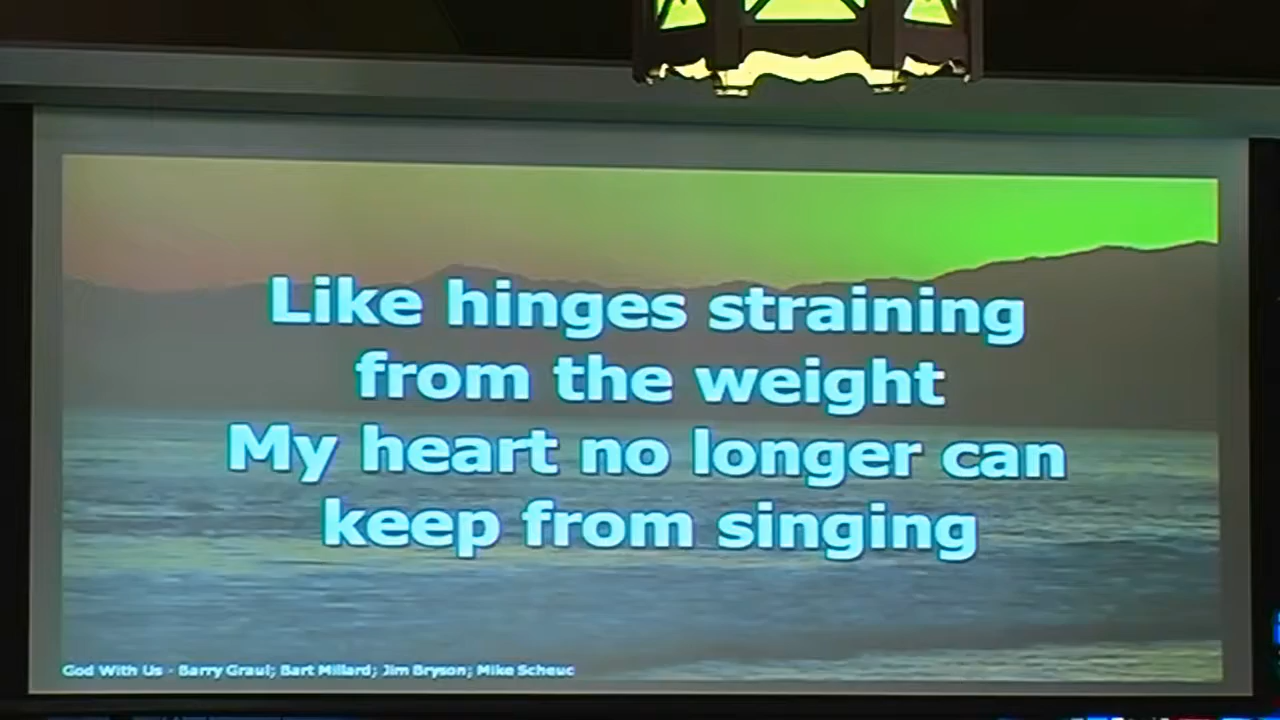 Like hinges straining
from the weight
My heart no longer can
keep from singing
God With Us - Barry Graul; Bart Millard; Jim Bryson; Mike Scheuc